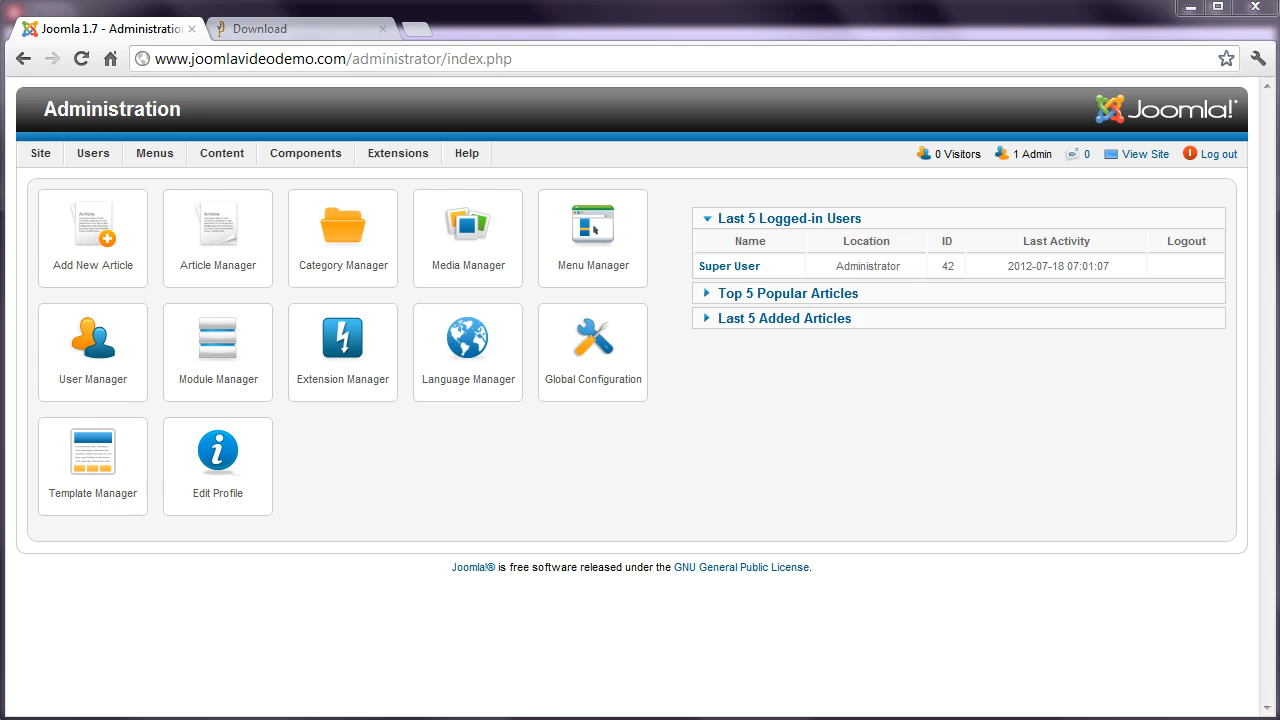 Joomla 1.7 - Administratio
Download
www.joomlavideodemo.com/administrator/index.php
Administration
Joomla!
Site Users Menus Content Components Extensions Help
0 Visitors 1 Admin 0 View Site Log out
Add New Article
Article Manager
Category Manager
Media Manager
Menu Manager
User Manager
Module Manager
Extension Manager
Language Manager
Global Configuration
Template Manager
Edit Profile
Last 5 Logged-in Users
Name Location ID Last Activity Logout
Super User Administrator 42 2012-07-18 07:01:07
Top 5 Popular Articles
Last 5 Added Articles
Joomla!® is free software released under the GNU General Public License.